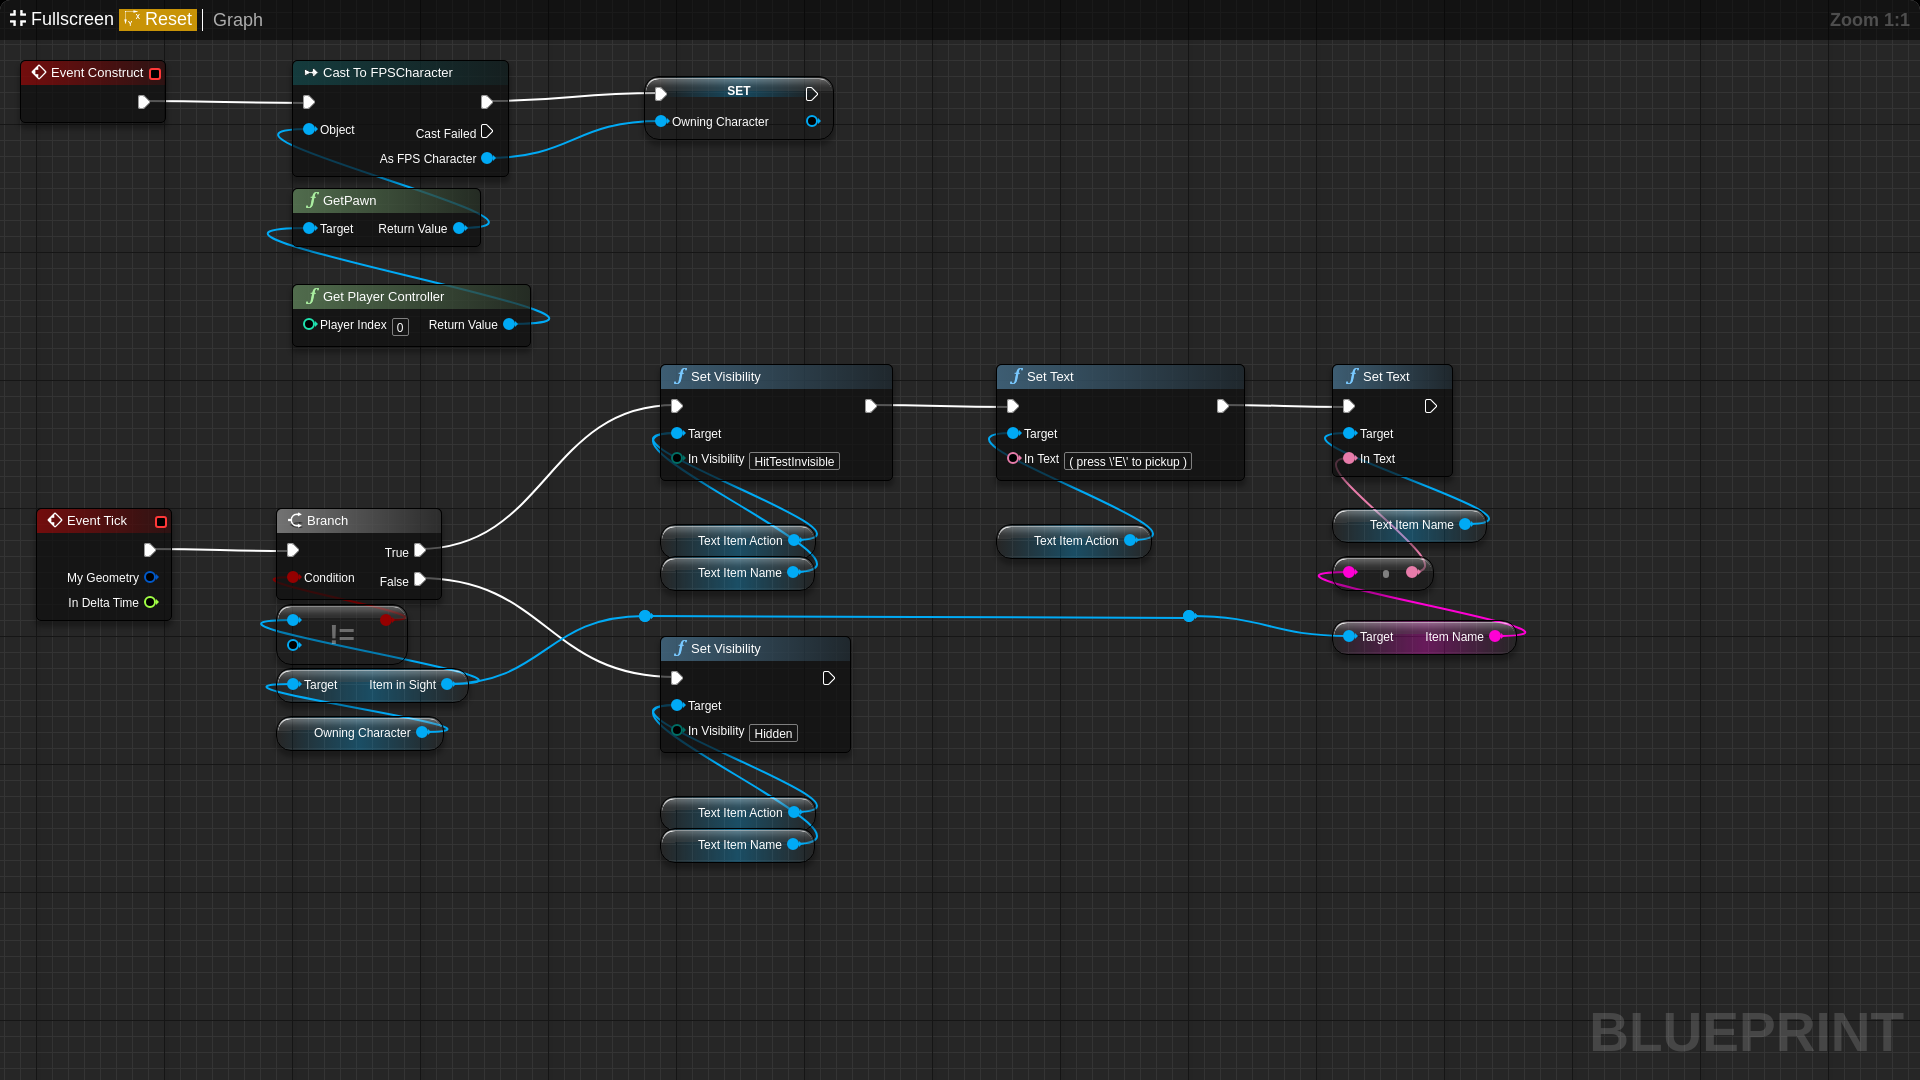 Fullscreen Reset Graph Zoom 1:1
Event Construct
Cast To FPSCharacter
Object
Cast Failed
As FPS Character
SET
Owning Character
GetPawn
Target Return Value
Get Player Controller
Player Index 0 Return Value
Set Visibility
Target
In Visibility HitTestInvisible
Text Item Action
Text Item Name
Set Text
Target
In Text ( press \'E\' to pickup )
Text Item Action
Set Text
Target
In Text
Text Item Name
Target Item Name
Event Tick
My Geometry
In Delta Time
Branch
True
Condition False
!=
Target Item in Sight
Owning Character
Set Visibility
Target
In Visibility Hidden
Text Item Action
Text Item Name
BLUEPRINT